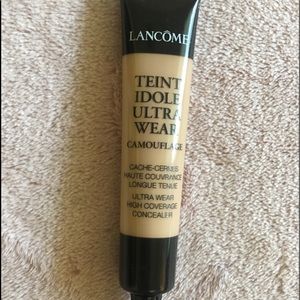 LANCÔME
TEINT
IDOLE
ULTRA
WEAR
CAMOUFLAGE
CACHE-CERNES
HAUTE COUVRANCE
LONGUE TENUE
ULTRA WEAR
HIGH COVERAGE
CONCEALER